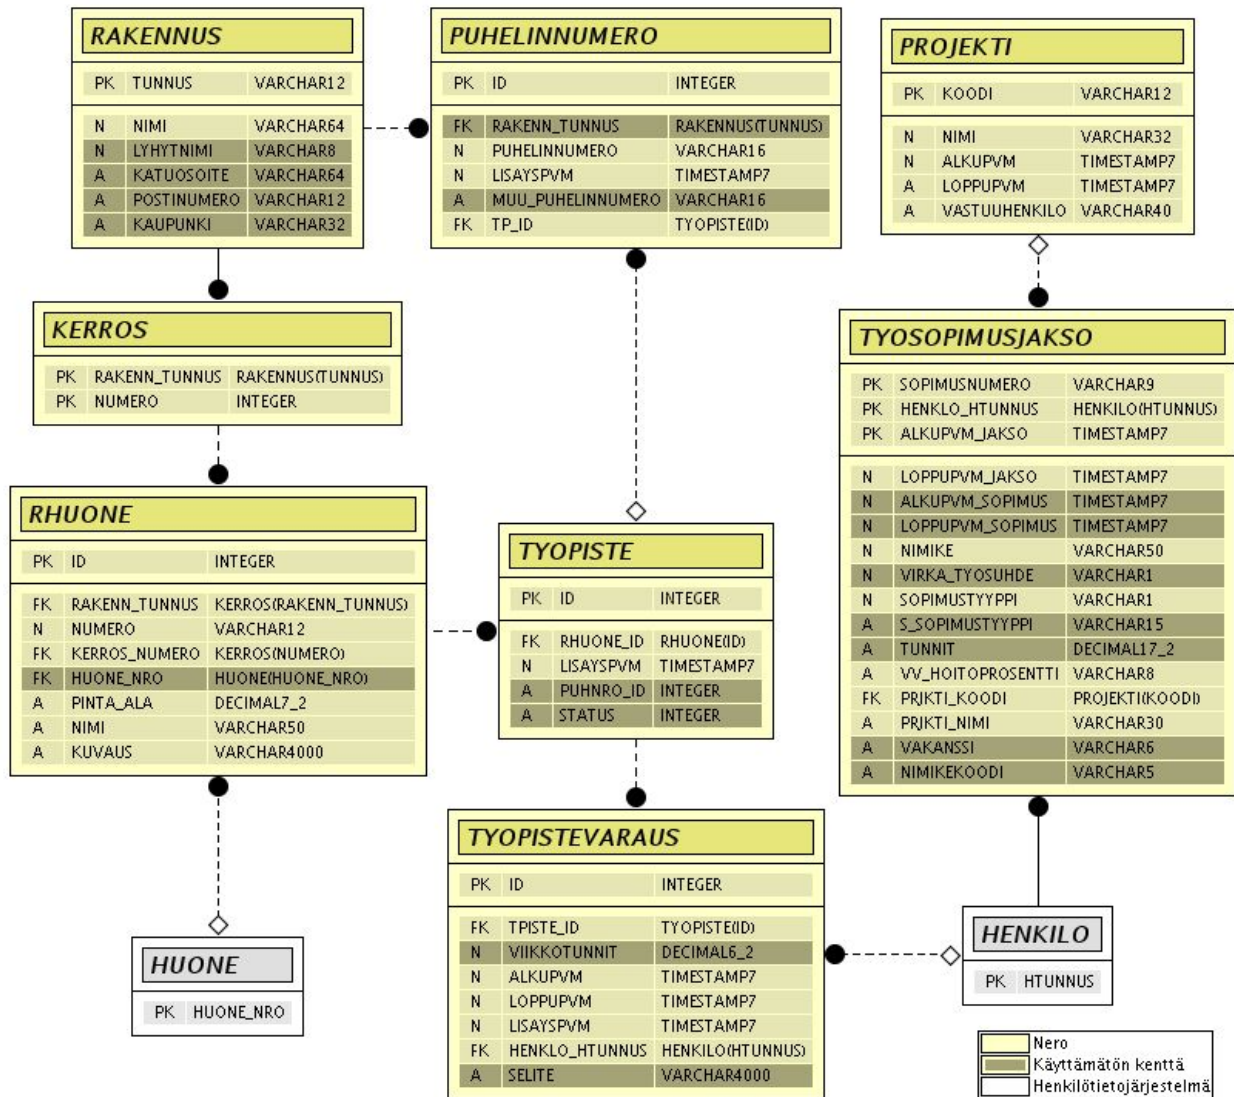 RAKENNUS
PK TUNNUS VARCHAR12
N NIMI VARCHAR64
N LYHYTNIMI VARCHAR8
A KATUOSOITE VARCHAR64
A POSTINUMERO VARCHAR12
A KAUPUNKI VARCHAR32
PUHELINNUMERO
PK ID INTEGER
FK RAKENN_TUNNUS RAKENNUS(TUNNUS)
N PUHELINNUMERO VARCHAR16
N LISAYSPVM TIMESTAMP7
A MUU_PUHELINNUMERO VARCHAR16
FK TP_ID TYOPISTE(ID)
PROJEKTI
PK KOODI VARCHAR12
N NIMI VARCHAR32
N ALKUPVM TIMESTAMP7
A LOPPUPVM TIMESTAMP7
A VASTUUHENKILO VARCHAR40
KERROS
PK RAKENN_TUNNUS RAKENNUS(TUNNUS)
PK NUMERO INTEGER
TYOSOPIMUSJAKSO
PK SOPIMUSNUMERO VARCHAR9
PK HENKLO_HTUNNUS HENKILO(HTUNNUS)
PK ALKUPVM_JAKSO TIMESTAMP7
N LOPPUPVM_JAKSO TIMESTAMP7
N ALKUPVM_SOPIMUS TIMESTAMP7
N LOPPUPVM_SOPIMUS TIMESTAMP7
N NIMIKE VARCHAR50
N VIRKA_TYOSUHDE VARCHAR1
N SOPIMUSTYYPPI VARCHAR1
A S_SOPIMUSTYYPPI VARCHAR15
A TUNNIT DECIMAL17_2
A VV_HOITOPROSENTTI VARCHAR8
FK PRJKTI_KOODI PROJEKTI(KOODI)
A PRJKTI_NIMI VARCHAR30
A VAKANSSI VARCHAR6
A NIMIKEKOODI VARCHAR5
RHUONE
PK ID INTEGER
FK RAKENN_TUNNUS KERROS(RAKENN_TUNNUS)
N NUMERO VARCHAR12
FK KERROS_NUMERO KERROS(NUMERO)
FK HUONE_NRO HUONE(HUONE_NRO)
A PINTA_ALA DECIMAL7_2
A NIMI VARCHAR50
A KUVAUS VARCHAR4000
TYOPISTE
PK ID INTEGER
FK RHUONE_ID RHUONE(ID)
N LISAYSPVM TIMESTAMP7
A PUHNRO_ID INTEGER
A STATUS INTEGER
TYOPISTEVARAUS
PK ID INTEGER
FK TPISTE_ID TYOPISTE(ID)
N VIIKKOTUNNIT DECIMAL6_2
N ALKUPVM TIMESTAMP7
N LOPPUPVM TIMESTAMP7
N LISAYSPVM TIMESTAMP7
FK HENKLO_HTUNNUS HENKILO(HTUNNUS)
A SELITE VARCHAR4000
HUONE
PK HUONE_NRO
HENKILO
PK HTUNNUS
Nero
Käyttämätön kenttä
Henkilötietojärjestelmä